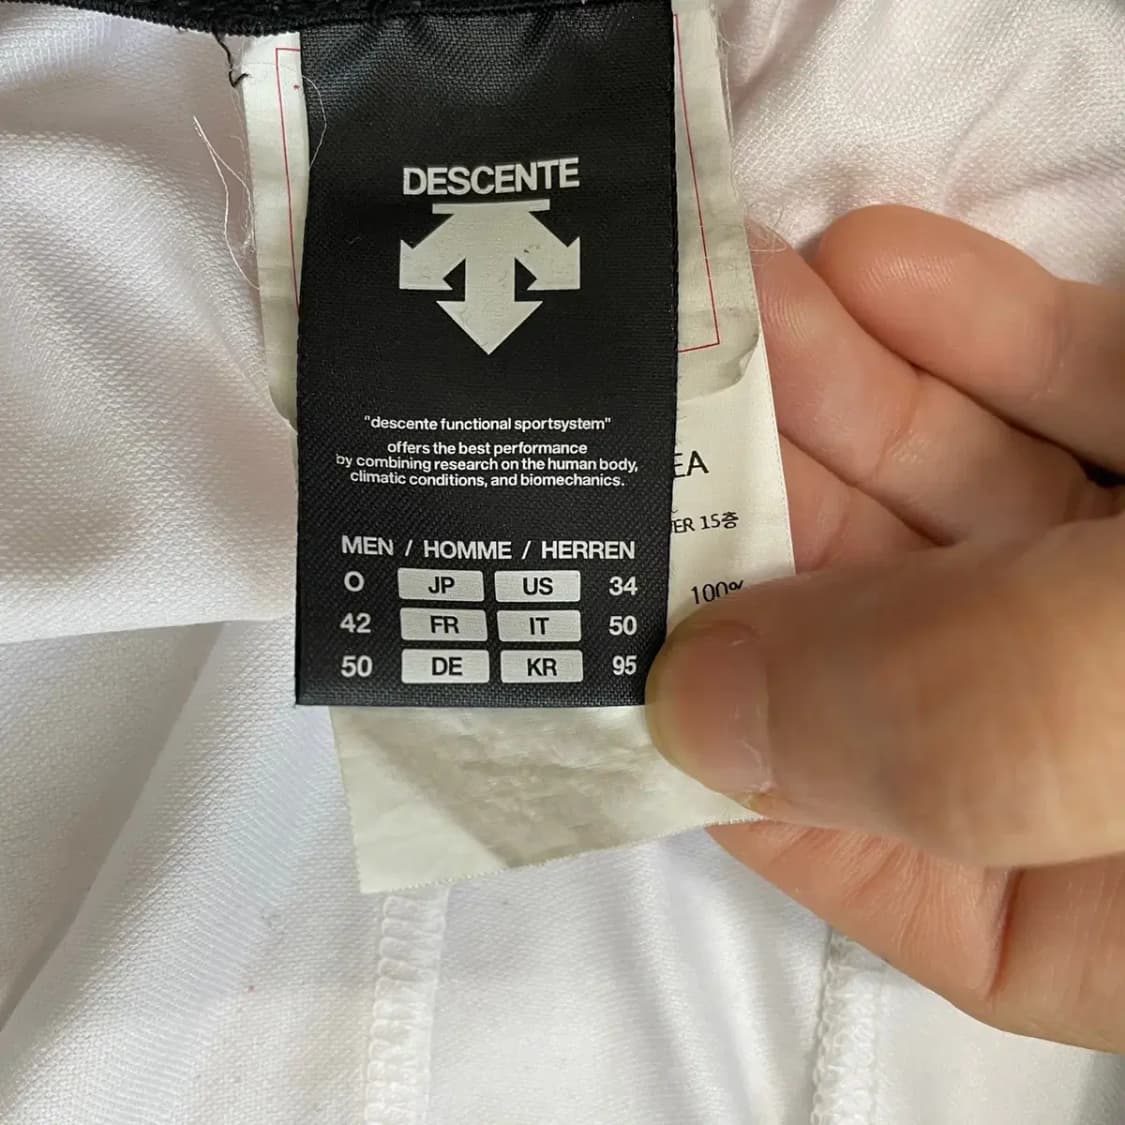 DESCENTE
"descente functional sportsystem"
offers the best performance
by combining research on the human body,
climatic conditions, and biomechanics.
MEN / HOMME / HERREN
O JP US 34
42 FR IT 50
50 DE KR 95
EA
ER 15층
100%